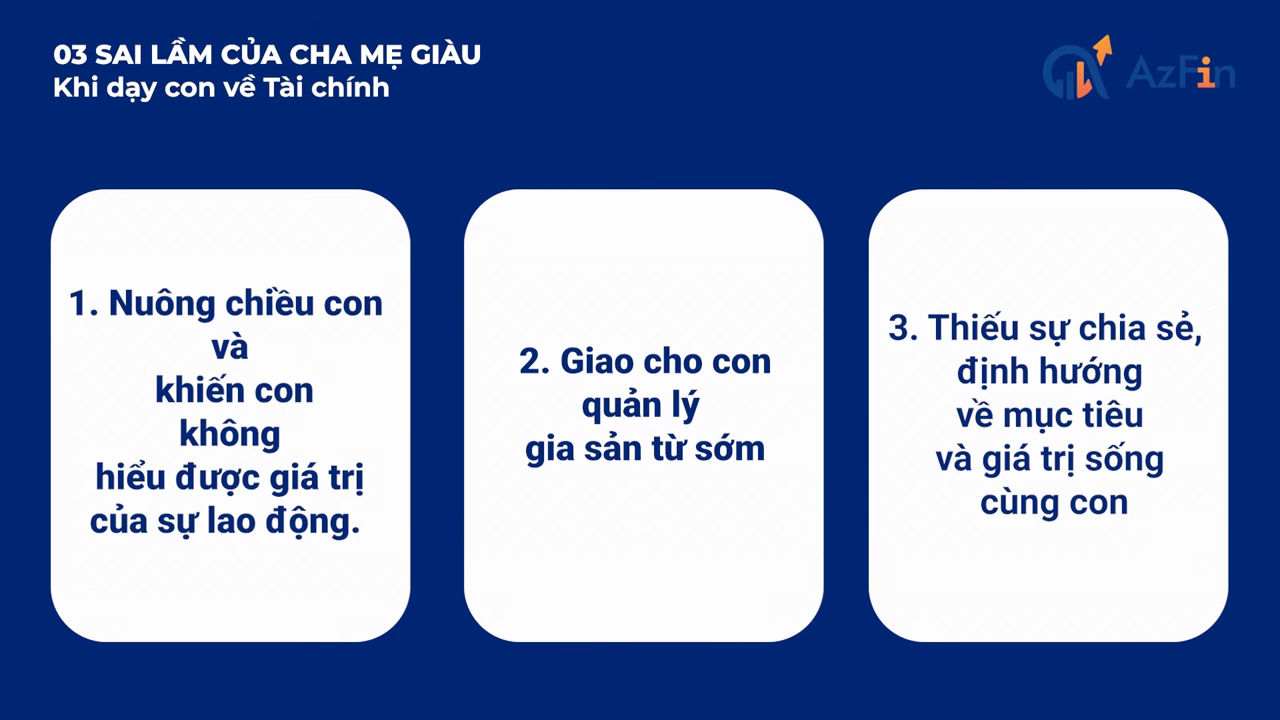 03 SAI LẦM CỦA CHA MẸ GIÀU
Khi dạy con về Tài chính
AzFin
1. Nuông chiều con
và
khiến con
không
hiểu được giá trị
của sự lao động.
2. Giao cho con
quản lý
gia sản từ sớm
3. Thiếu sự chia sẻ,
định hướng
về mục tiêu
và giá trị sống
cùng con